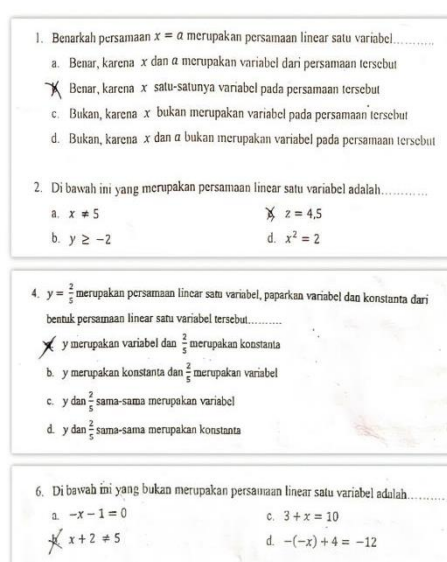 1. Benarkah persamaan x = a merupakan persamaan linear satu variabel............
a. Benar, karena x dan a merupakan variabel dari persamaan tersebut
b. Benar, karena x satu-satunya variabel pada persamaan tersebut
c. Bukan, karena x bukan merupakan variabel pada persamaan tersebut
d. Bukan, karena x dan a bukan merupakan variabel pada persamaan tersebut
2. Di bawah ini yang merupakan persamaan linear satu variabel adalah............
a. x ≠ 5 c. z = 4,5
b. y ≥ −2 d. x² = 2
4. y = 2/5 merupakan persamaan linear satu variabel, paparkan variabel dan konstanta dari
bentuk persamaan linear satu variabel tersebut..........
a. y merupakan variabel dan 2/5 merupakan konstanta
b. y merupakan konstanta dan 2/5 merupakan variabel
c. y dan 2/5 sama-sama merupakan variabel
d. y dan 2/5 sama-sama merupakan konstanta
6. Di bawah ini yang bukan merupakan persamaan linear satu variabel adalah..........
a. −x − 1 = 0 c. 3 + x = 10
b. x + 2 ≠ 5 d. −(−x) + 4 = −12